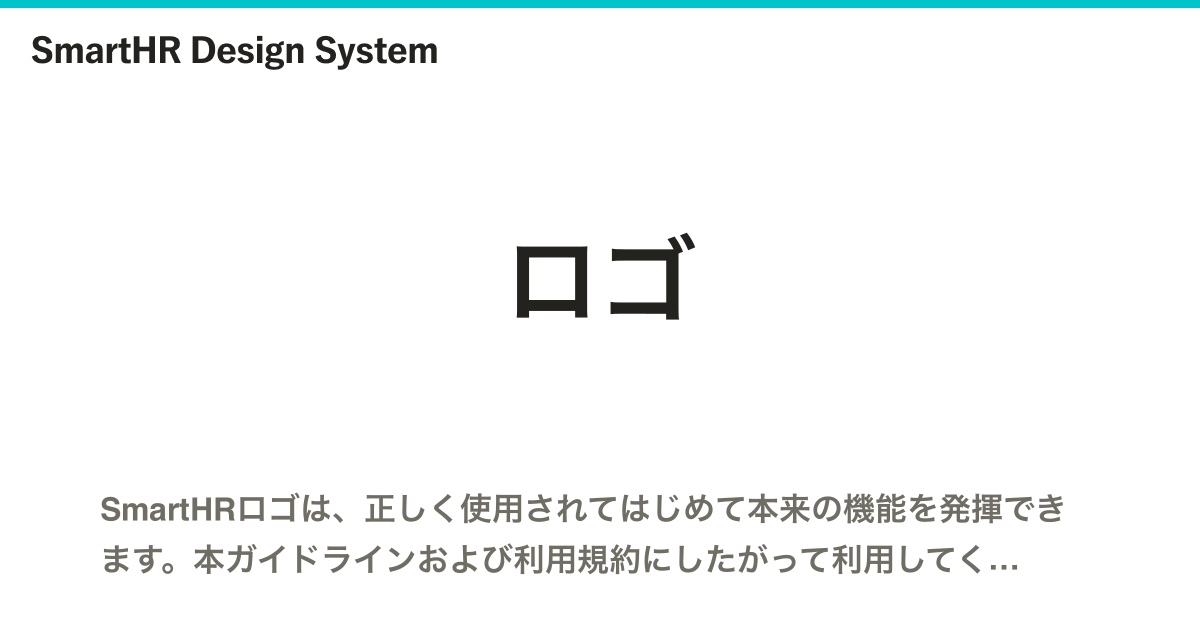 SmartHR Design System
ロゴ
SmartHRロゴは、正しく使用されてはじめて本来の機能を発揮でき
ます。本ガイドラインおよび利用規約にしたがって利用してく...